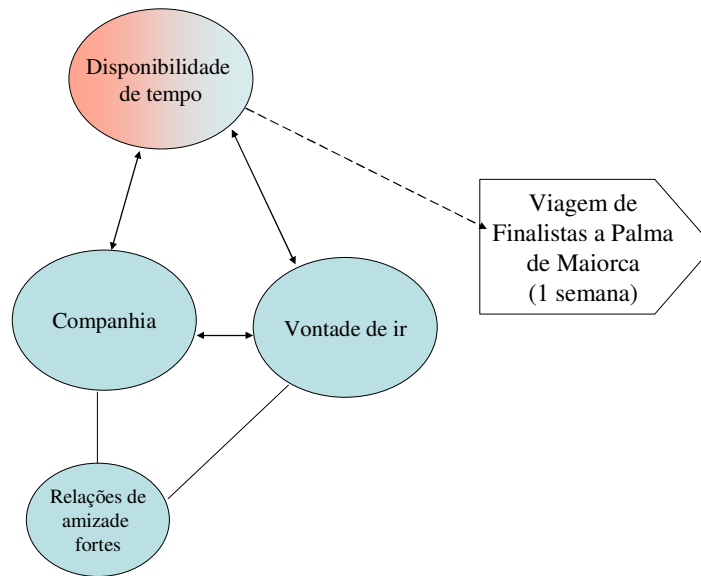 Disponibilidade
de tempo
Viagem de
Finalistas a Palma
de Maiorca
(1 semana)
Companhia
Vontade de ir
Relações de
amizade
fortes